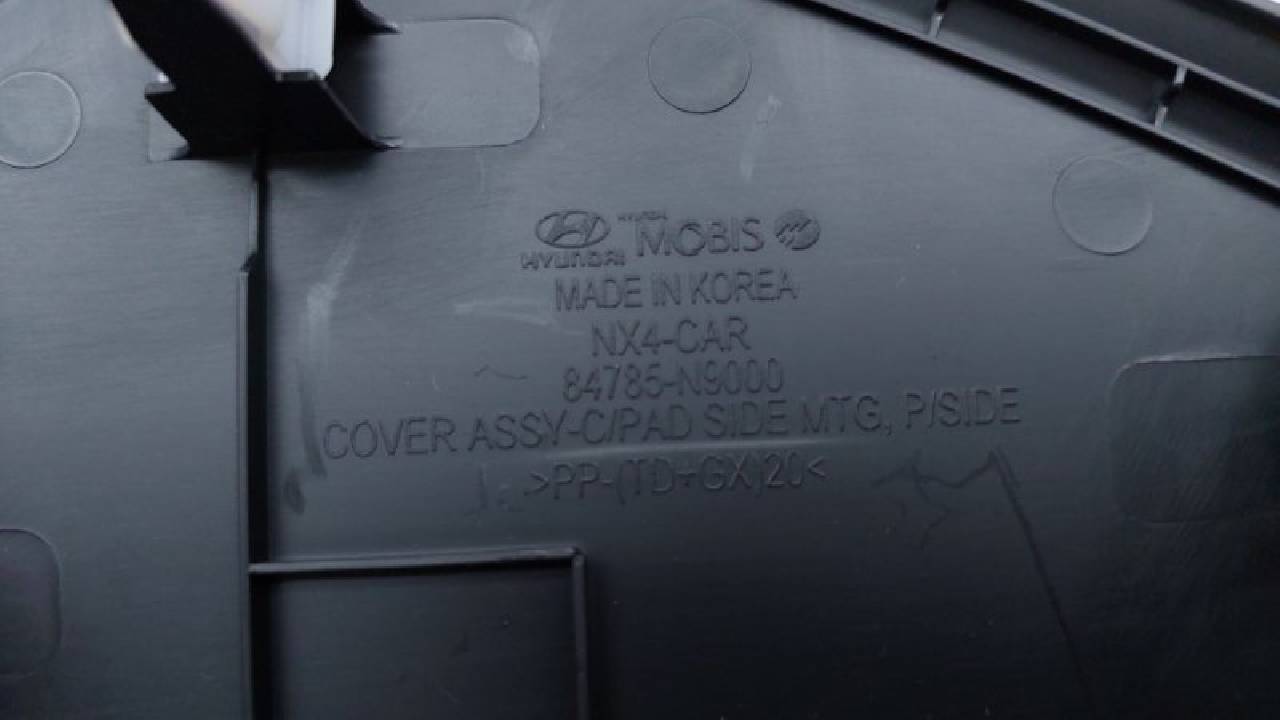 HYUNDAI
HYUNDAI MOBIS
MADE IN KOREA
NX4-CAR
84785-N9000
COVER ASSY-C/PAD SIDE MTG, P/SIDE
>PP-(TD+GX)20<